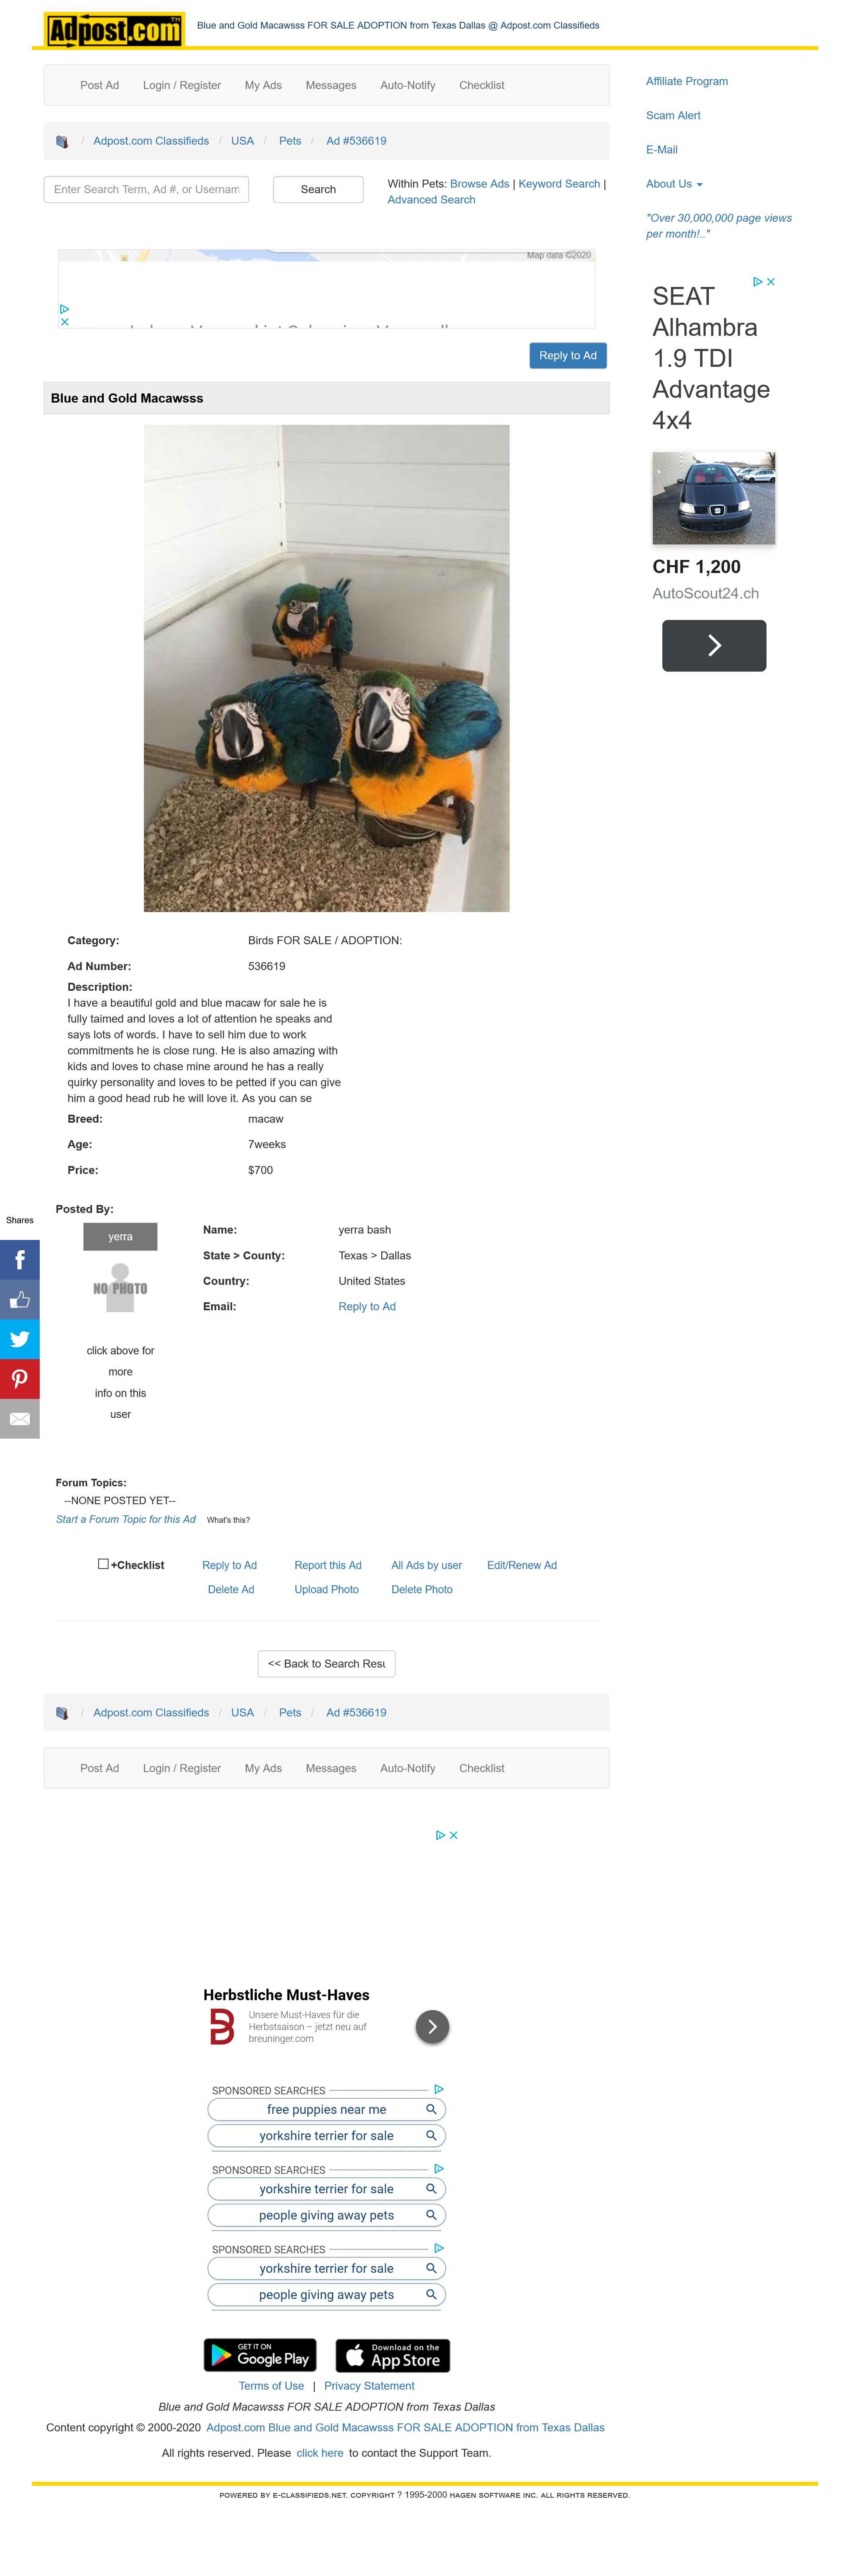 Adpost.com TM
Blue and Gold Macawsss FOR SALE ADOPTION from Texas Dallas @ Adpost.com Classifieds
Post Ad Login / Register My Ads Messages Auto-Notify Checklist
Affiliate Program
Scam Alert
E-Mail
About Us
"Over 30,000,000 page views
per month!.."
/ Adpost.com Classifieds / USA / Pets / Ad #536619
Enter Search Term, Ad #, or Usernam
Search
Within Pets: Browse Ads | Keyword Search |
Advanced Search
Map data ©2020
Reply to Ad
SEAT
Alhambra
1.9 TDI
Advantage
4x4
CHF 1,200
AutoScout24.ch
Blue and Gold Macawsss
Category: Birds FOR SALE / ADOPTION:
Ad Number: 536619
Description:
I have a beautiful gold and blue macaw for sale he is
fully taimed and loves a lot of attention he speaks and
says lots of words. I have to sell him due to work
commitments he is close rung. He is also amazing with
kids and loves to chase mine around he has a really
quirky personality and loves to be petted if you can give
him a good head rub he will love it. As you can se
Breed: macaw
Age: 7weeks
Price: $700
Posted By:
Shares
yerra
NO PHOTO
click above for
more
info on this
user
Name: yerra bash
State > County: Texas > Dallas
Country: United States
Email: Reply to Ad
Forum Topics:
--NONE POSTED YET--
Start a Forum Topic for this Ad What's this?
+Checklist Reply to Ad Report this Ad All Ads by user Edit/Renew Ad
Delete Ad Upload Photo Delete Photo
<< Back to Search Resu
/ Adpost.com Classifieds / USA / Pets / Ad #536619
Post Ad Login / Register My Ads Messages Auto-Notify Checklist
Herbstliche Must-Haves
Unsere Must-Haves für die
Herbstsaison – jetzt neu auf
breuninger.com
SPONSORED SEARCHES
free puppies near me
yorkshire terrier for sale
SPONSORED SEARCHES
yorkshire terrier for sale
people giving away pets
SPONSORED SEARCHES
yorkshire terrier for sale
people giving away pets
GET IT ON
Google Play
Download on the
App Store
Terms of Use | Privacy Statement
Blue and Gold Macawsss FOR SALE ADOPTION from Texas Dallas
Content copyright © 2000-2020 Adpost.com Blue and Gold Macawsss FOR SALE ADOPTION from Texas Dallas
All rights reserved. Please click here to contact the Support Team.
POWERED BY E-CLASSIFIEDS.NET. COPYRIGHT ? 1995-2000 HAGEN SOFTWARE INC. ALL RIGHTS RESERVED.